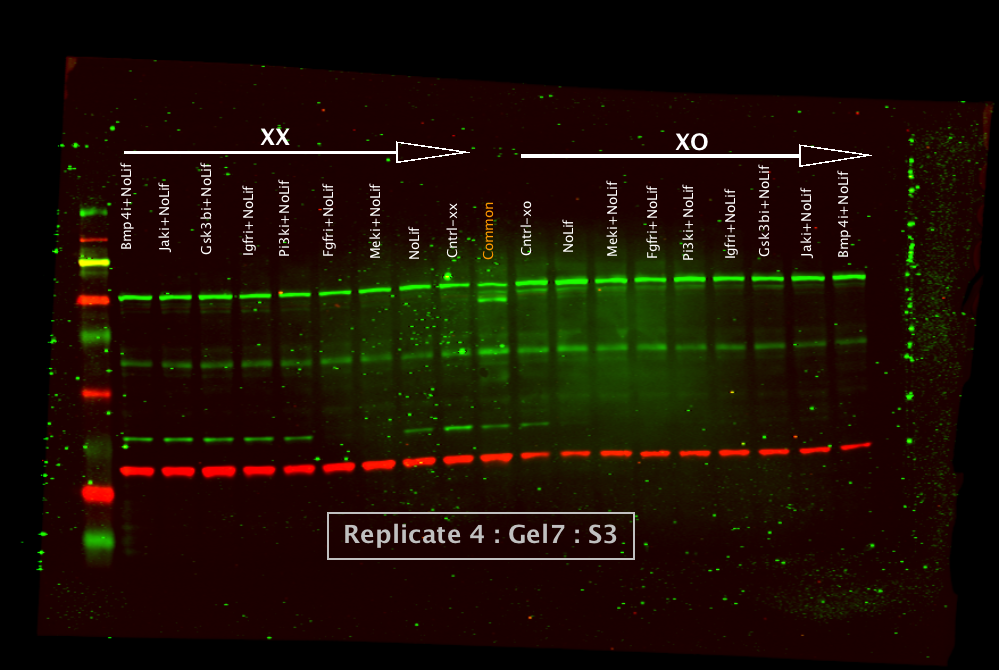 XX
XO
Bmp4i+NoLif
Jaki+NoLif
Gsk3bi+NoLif
Igfri+NoLif
Pi3ki+NoLif
Fgfri+NoLif
Meki+NoLif
NoLif
Cntrl-xx
Common
Cntrl-xo
NoLif
Meki+NoLif
Fgfri+NoLif
Pi3ki+NoLif
Igfri+NoLif
Gsk3bi+NoLif
Jaki+NoLif
Bmp4i+NoLif
Replicate 4 : Gel7 : S3